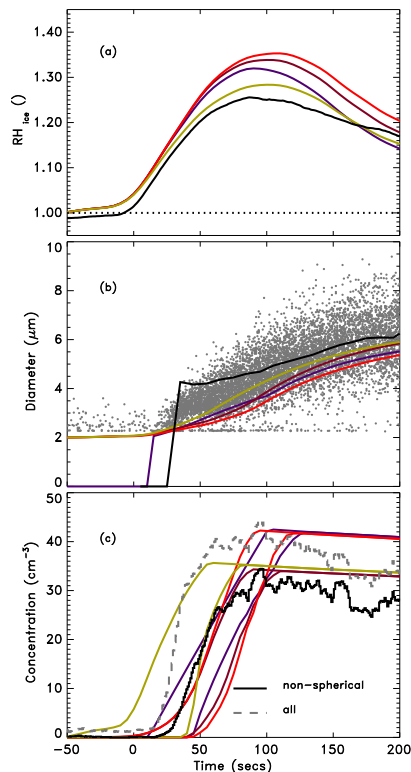 1.40
1.30
1.20
1.10
1.00
RH ice ()
(a)
10
8
6
4
2
0
Diameter (μm)
(b)
50
40
30
20
10
0
Concentration (cm⁻³)
(c)
non-spherical
all
-50 0 50 100 150 200
Time (secs)